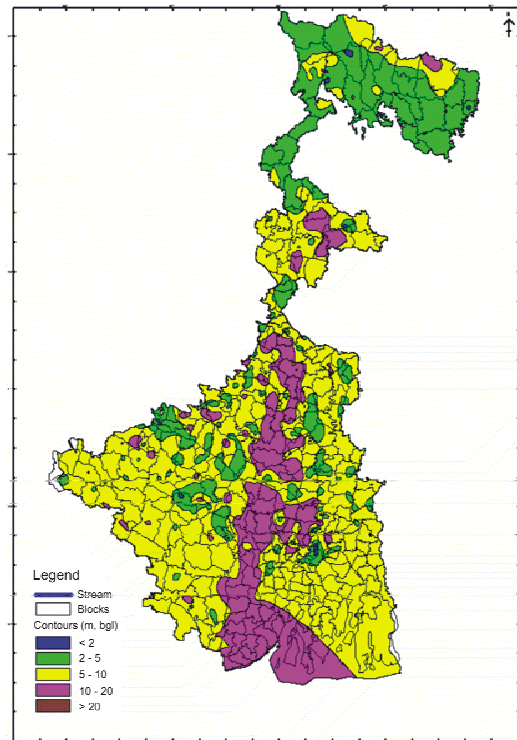 Legend
Stream
Blocks
Contours (m, bgl)
< 2
2 - 5
5 - 10
10 - 20
> 20